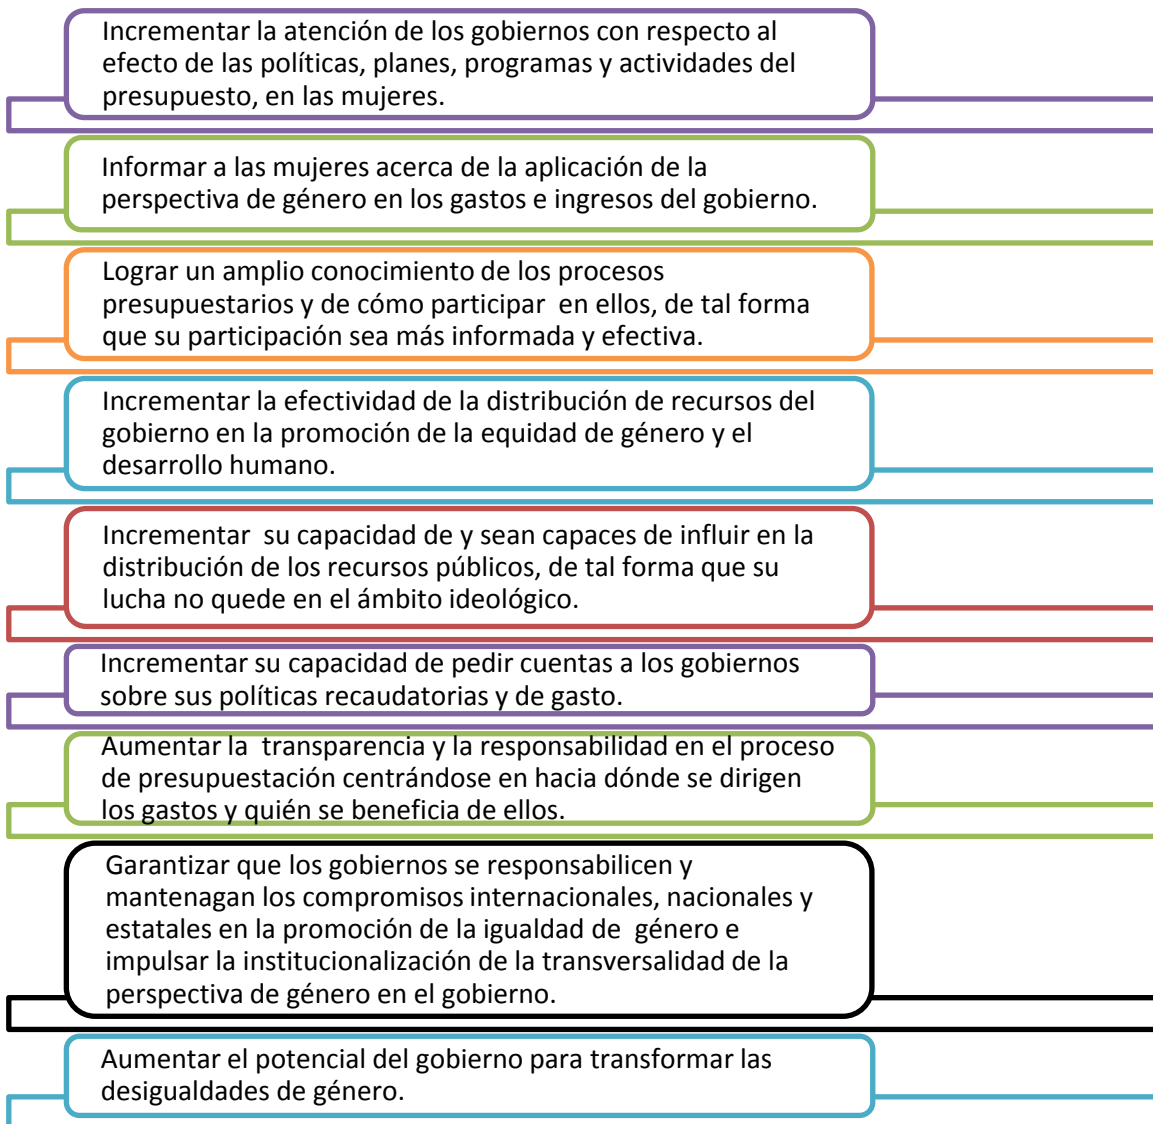 Incrementar la atención de los gobiernos con respecto al
efecto de las políticas, planes, programas y actividades del
presupuesto, en las mujeres.
Informar a las mujeres acerca de la aplicación de la
perspectiva de género en los gastos e ingresos del gobierno.
Lograr un amplio conocimiento de los procesos
presupuestarios y de cómo participar en ellos, de tal forma
que su participación sea más informada y efectiva.
Incrementar la efectividad de la distribución de recursos del
gobierno en la promoción de la equidad de género y el
desarrollo humano.
Incrementar su capacidad de y sean capaces de influir en la
distribución de los recursos públicos, de tal forma que su
lucha no quede en el ámbito ideológico.
Incrementar su capacidad de pedir cuentas a los gobiernos
sobre sus políticas recaudatorias y de gasto.
Aumentar la transparencia y la responsabilidad en el proceso
de presupuestación centrándose en hacia dónde se dirigen
los gastos y quién se beneficia de ellos.
Garantizar que los gobiernos se responsabilicen y
mantenagan los compromisos internacionales, nacionales y
estatales en la promoción de la igualdad de género e
impulsar la institucionalización de la transversalidad de la
perspectiva de género en el gobierno.
Aumentar el potencial del gobierno para transformar las
desigualdades de género.